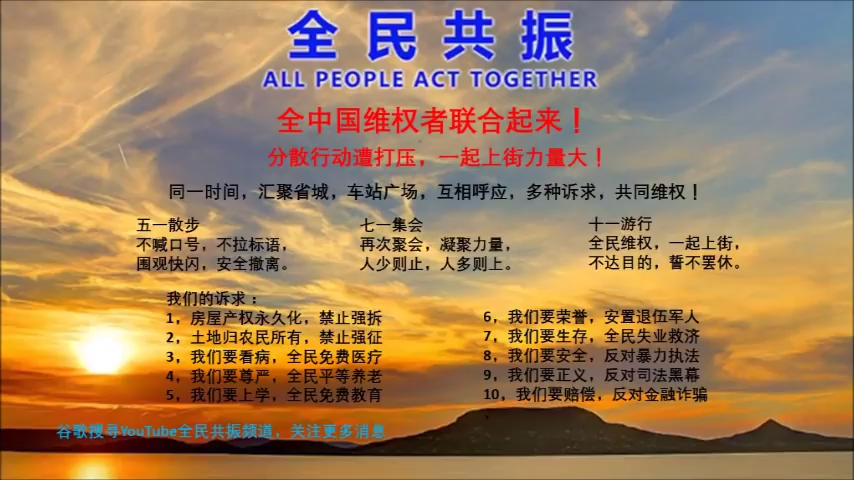 全民共振
ALL PEOPLE ACT TOGETHER
全中国维权者联合起来！
分散行动遭打压，一起上街力量大！
同一时间，汇聚省城，车站广场，互相呼应，多种诉求，共同维权！
五一散步
不喊口号，不拉标语，
围观快闪，安全撤离。
七一集会
再次聚会，凝聚力量，
人少则止，人多则上。
十一游行
全民维权，一起上街，
不达目的，誓不罢休。
我们的诉求：
1，房屋产权永久化，禁止强拆
2，土地归农民所有，禁止强征
3，我们要看病，全民免费医疗
4，我们要尊严，全民平等养老
5，我们要上学，全民免费教育
6，我们要荣誉，安置退伍军人
7，我们要生存，全民失业救济
8，我们要安全，反对暴力执法
9，我们要正义，反对司法黑幕
10，我们要赔偿，反对金融诈骗
谷歌搜寻YouTube全民共振频道，关注更多消息